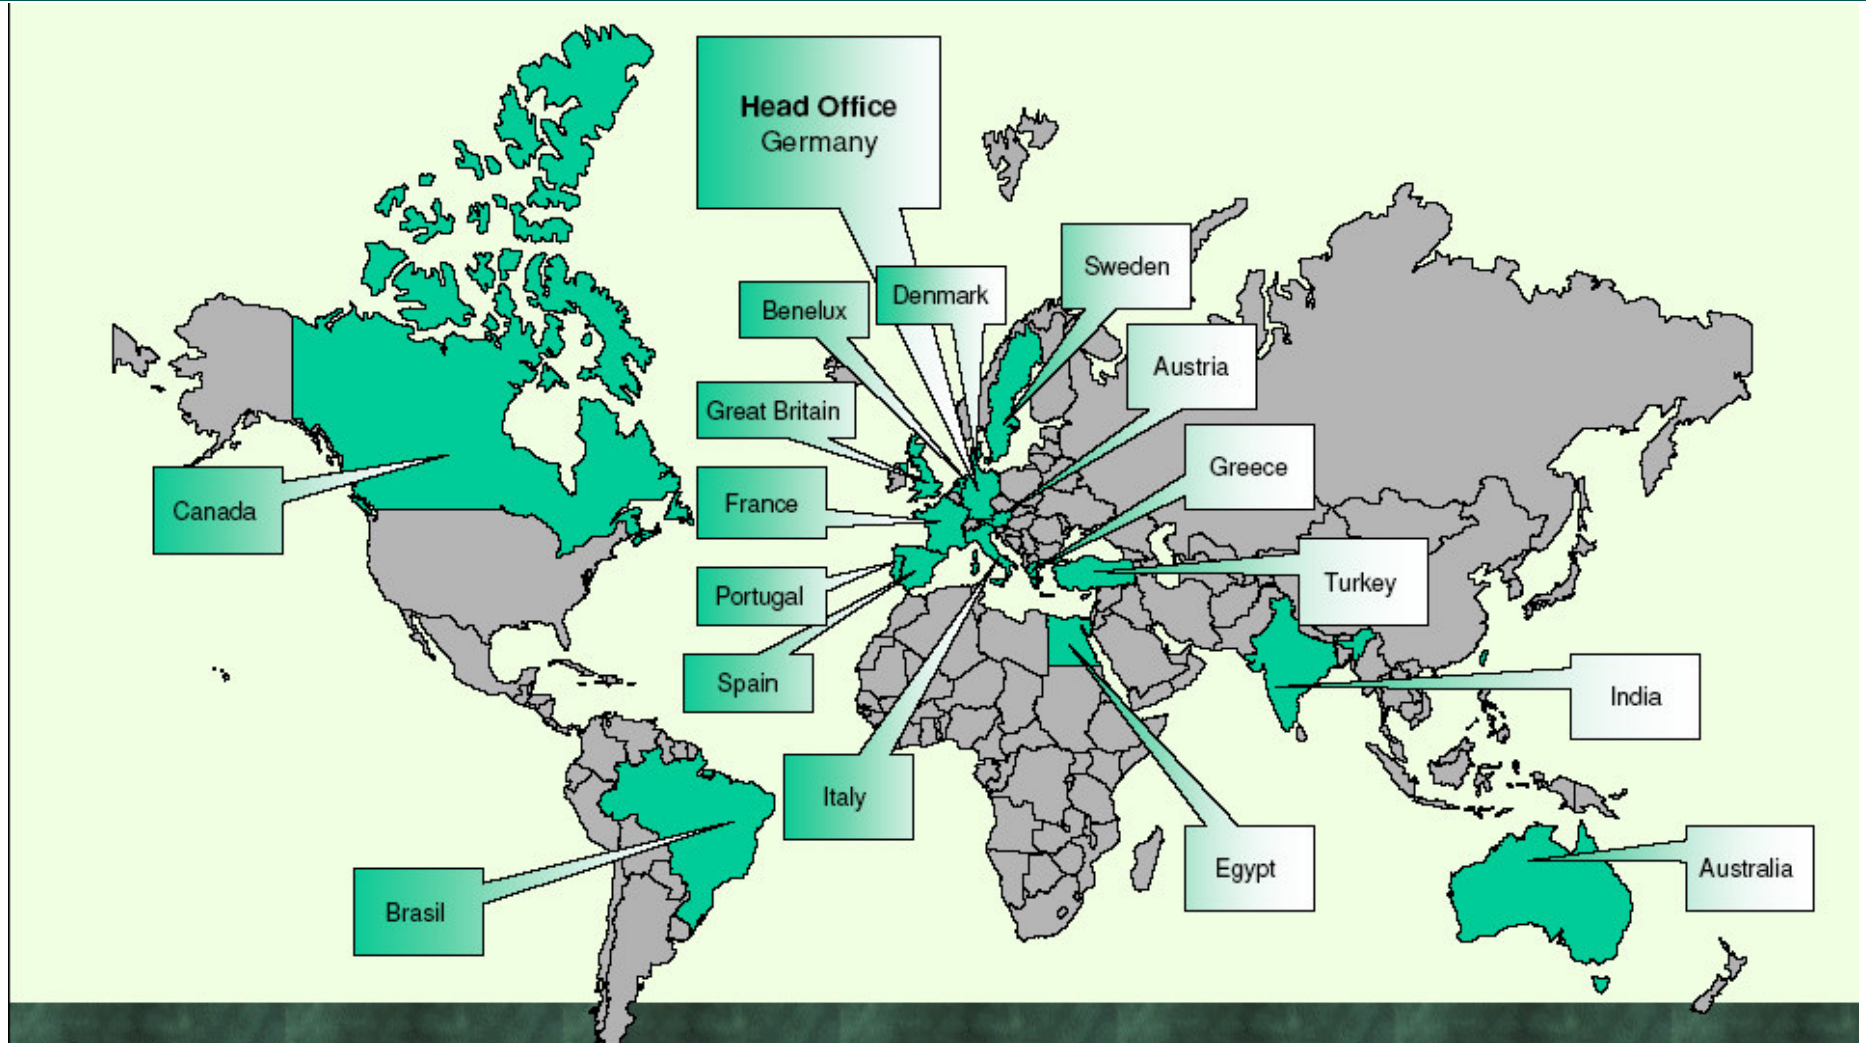 Head Office
Germany
Sweden
Denmark
Benelux
Austria
Great Britain
Greece
Canada
France
Turkey
Portugal
Spain
India
Italy
Egypt
Australia
Brasil